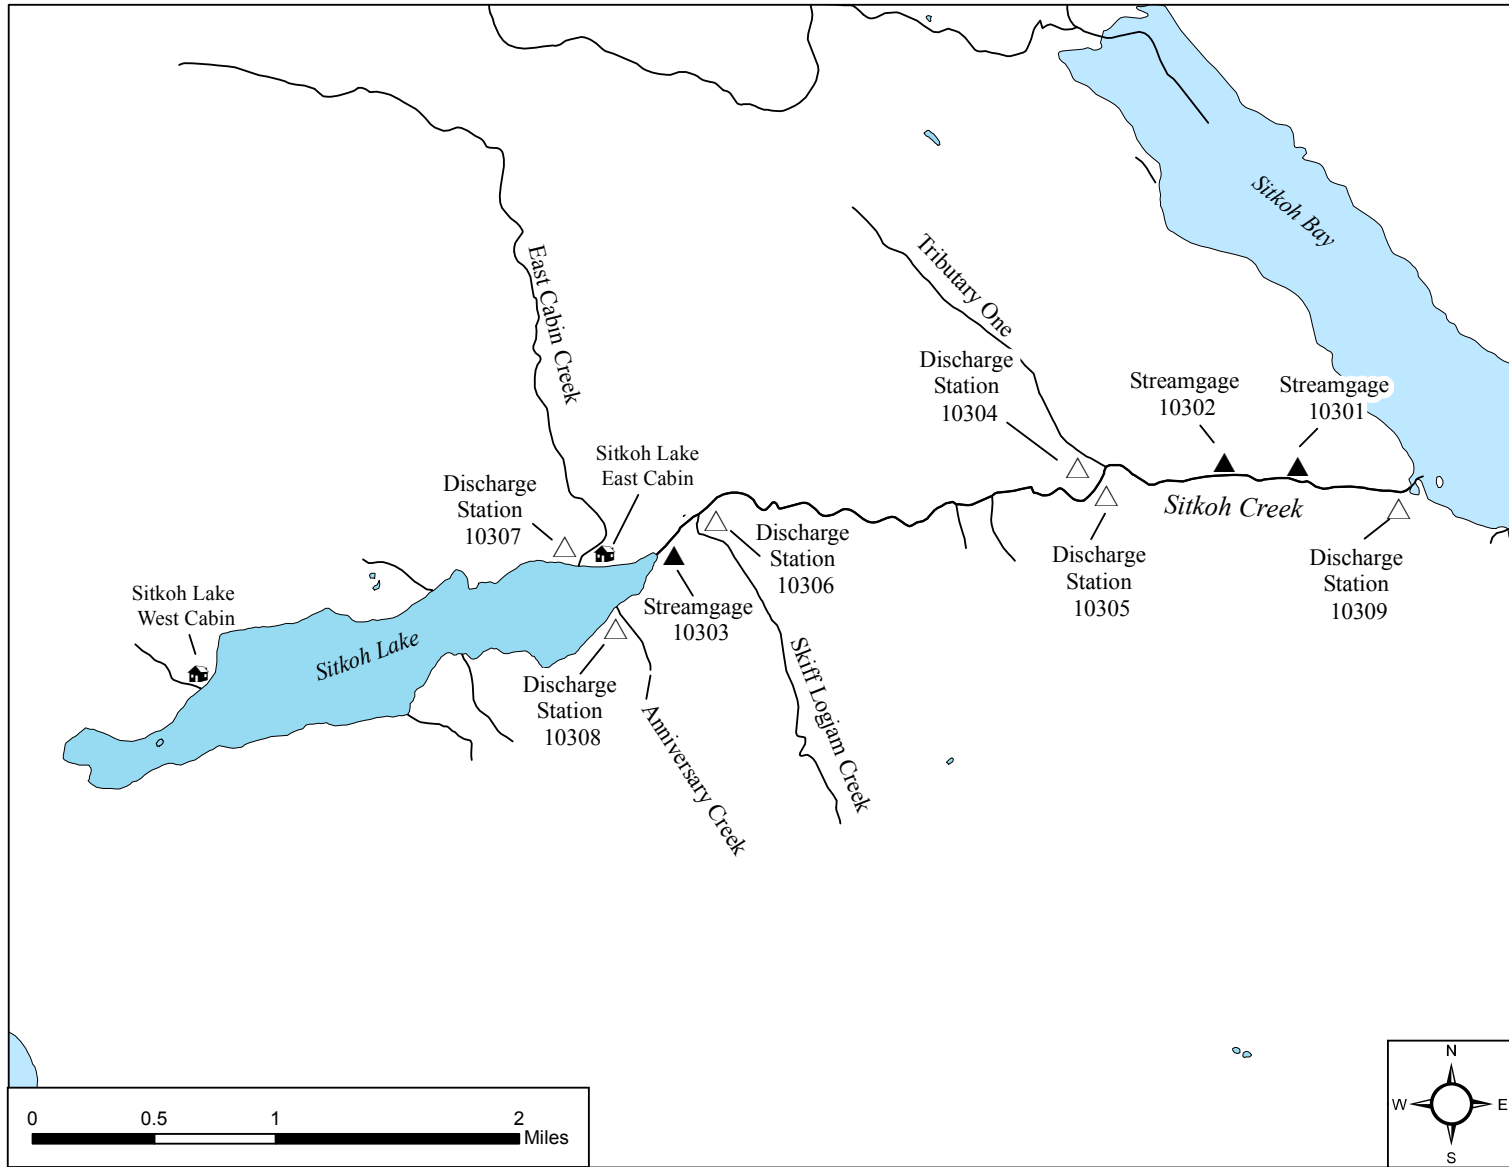 Sitkoh Bay
East Cabin Creek
Tributary One
Discharge
Station
10304
Streamgage
10302
Streamgage
10301
Sitkoh Lake
East Cabin
Discharge
Station
10307
Sitkoh Creek
Discharge
Station
10306
Discharge
Station
10305
Discharge
Station
10309
Sitkoh Lake
West Cabin
Streamgage
10303
Sitkoh Lake
Discharge
Station
10308
Skiff Logjam Creek
Anniversary Creek
0 0.5 1 2
Miles
N
W E
S